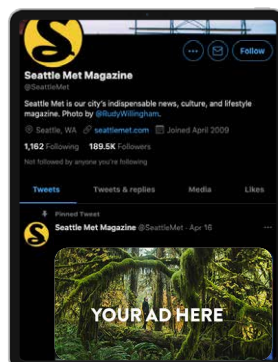 S
Follow
Seattle Met Magazine
@SeattleMet
Seattle Met is our city's indispensable news, culture, and lifestyle
magazine. Photo by @RudyWillingham.
Seattle, WA seattlemet.com Joined April 2009
1,162 Following 189.5K Followers
Not followed by anyone you're following
Tweets Tweets & replies Media Likes
Pinned Tweet
S Seattle Met Magazine @SeattleMet · Apr 16
YOUR AD HERE